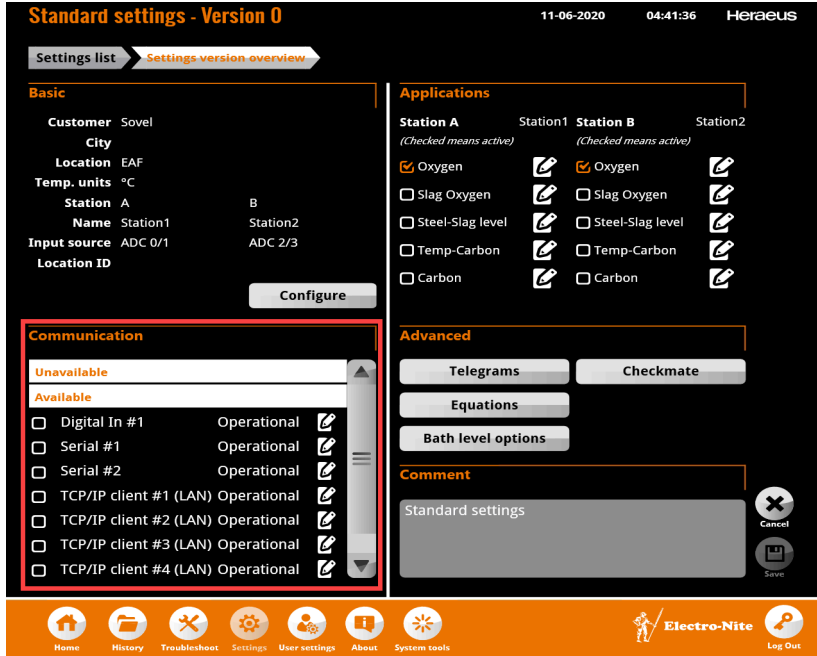 Standard settings - Version 0
11-06-2020 04:41:36 Heraeus
Settings list Settings version overview
Basic
Customer Sovel
City
Location EAF
Temp. units °C
Station A B
Name Station1 Station2
Input source ADC 0/1 ADC 2/3
Location ID
Configure
Applications
Station A Station1 Station B Station2
(Checked means active) (Checked means active)
Oxygen Oxygen
Slag Oxygen Slag Oxygen
Steel-Slag level Steel-Slag level
Temp-Carbon Temp-Carbon
Carbon Carbon
Communication
Unavailable
Available
Digital In #1 Operational
Serial #1 Operational
Serial #2 Operational
TCP/IP client #1 (LAN) Operational
TCP/IP client #2 (LAN) Operational
TCP/IP client #3 (LAN) Operational
TCP/IP client #4 (LAN) Operational
Advanced
Telegrams Checkmate
Equations
Bath level options
Comment
Standard settings
Cancel
Save
Home History Troubleshoot Settings User settings About System tools Electro-Nite Log Out